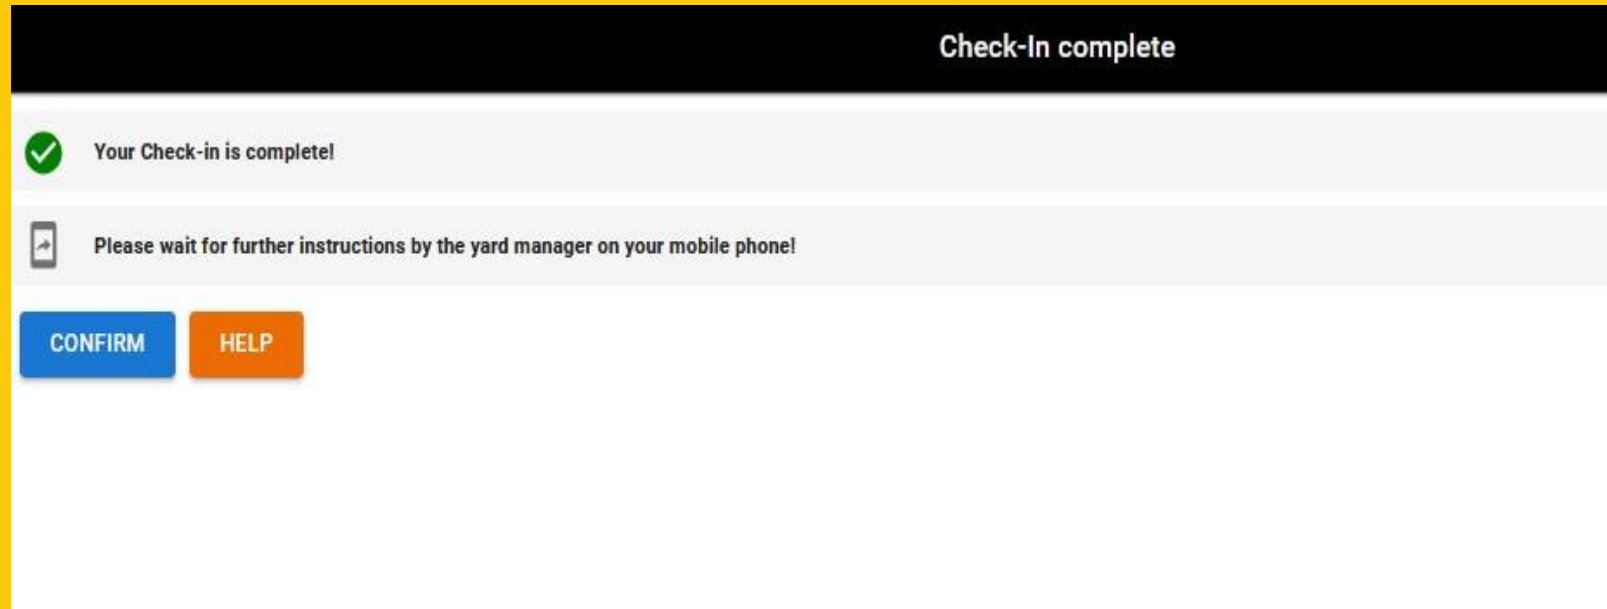 Check-In complete
Your Check-in is complete!
Please wait for further instructions by the yard manager on your mobile phone!
CONFIRM
HELP